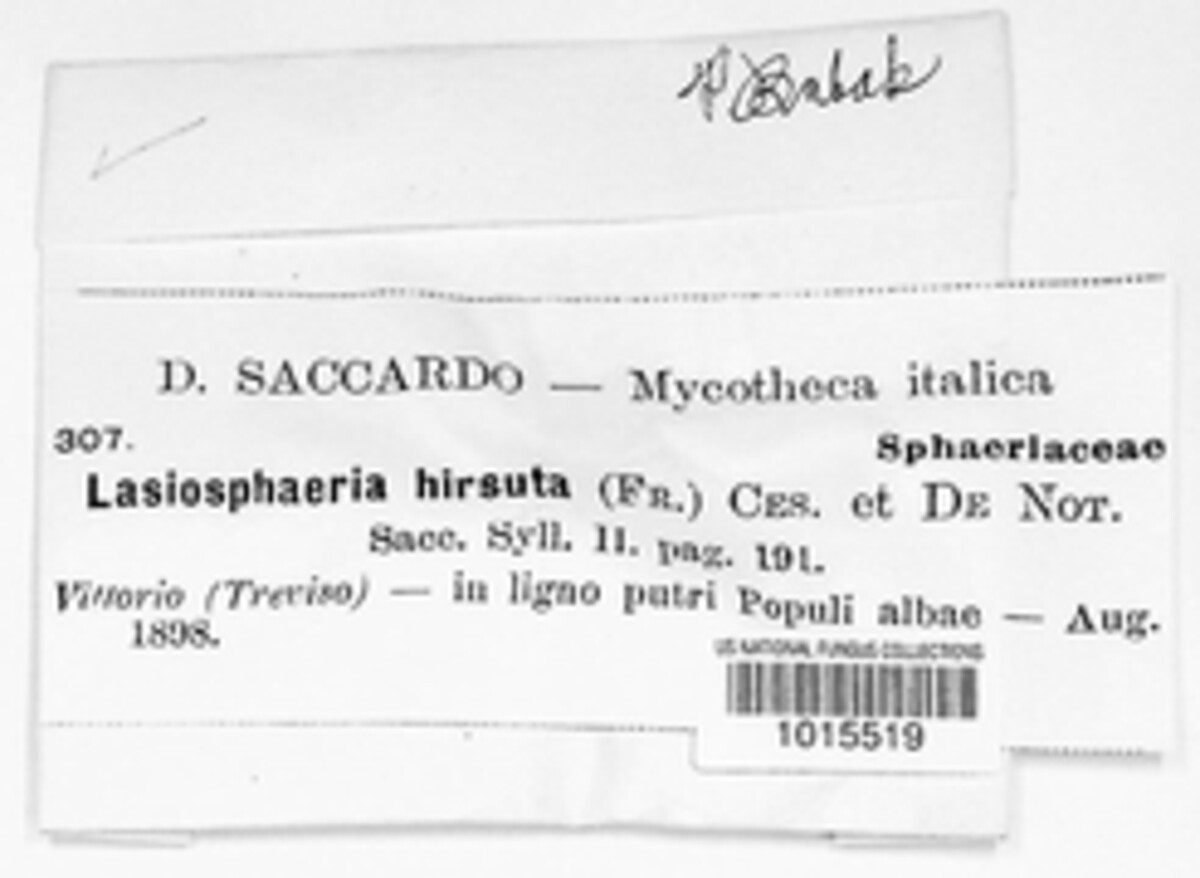 Bubak
D. SACCARDO — Mycotheca italica
307.
Sphaeriaceae
Lasiosphaeria hirsuta (FR.) CES. et DE NOT.
Sacc. Syll. II. pag. 191.
Vittorio (Treviso) — in ligno putri Populi albae — Aug.
1898.
US NATIONAL FUNGUS COLLECTIONS
1015519